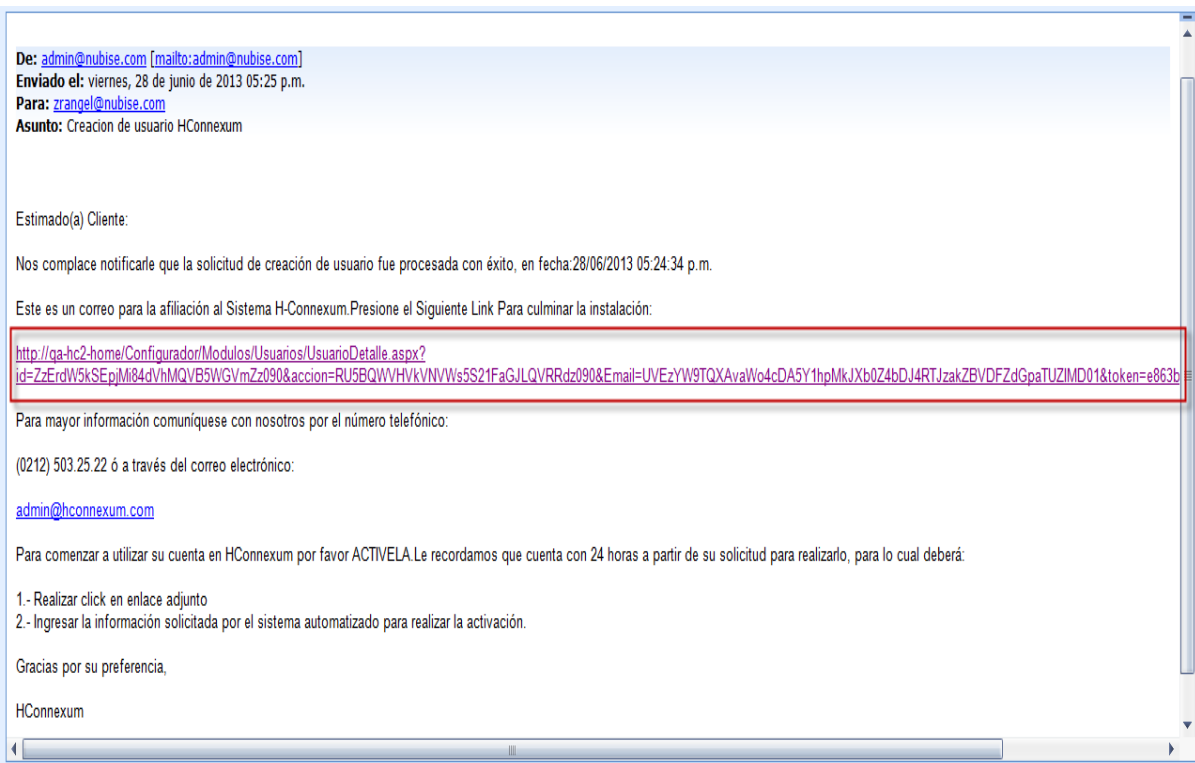 De: admin@nubise.com [mailto:admin@nubise.com]
Enviado el: viernes, 28 de junio de 2013 05:25 p.m.
Para: zrangel@nubise.com
Asunto: Creacion de usuario HConnexum
Estimado(a) Cliente:
Nos complace notificarle que la solicitud de creación de usuario fue procesada con éxito, en fecha:28/06/2013 05:24:34 p.m.
Este es un correo para la afiliación al Sistema H-Connexum.Presione el Siguiente Link Para culminar la instalación:
http://qa-hc2-home/Configurador/Modulos/Usuarios/UsuarioDetalle.aspx?
id=ZzErdW5kSEpjMi84dVhMQVB5WGVmZz090&accion=RU5BQWVHVkVNVWs5S21FaGJLQVRRdz090&Email=UVEzYW9TQXAvaWo4cDA5Y1hpMkJXb0Z4bDJ4RTJzakZBVDFZdGpaTUZIMD01&token=e863b
Para mayor información comuníquese con nosotros por el número telefónico:
(0212) 503.25.22 ó a través del correo electrónico:
admin@hconnexum.com
Para comenzar a utilizar su cuenta en HConnexum por favor ACTIVELA.Le recordamos que cuenta con 24 horas a partir de su solicitud para realizarlo, para lo cual deberá:
1.- Realizar click en enlace adjunto
2.- Ingresar la información solicitada por el sistema automatizado para realizar la activación.
Gracias por su preferencia,
HConnexum